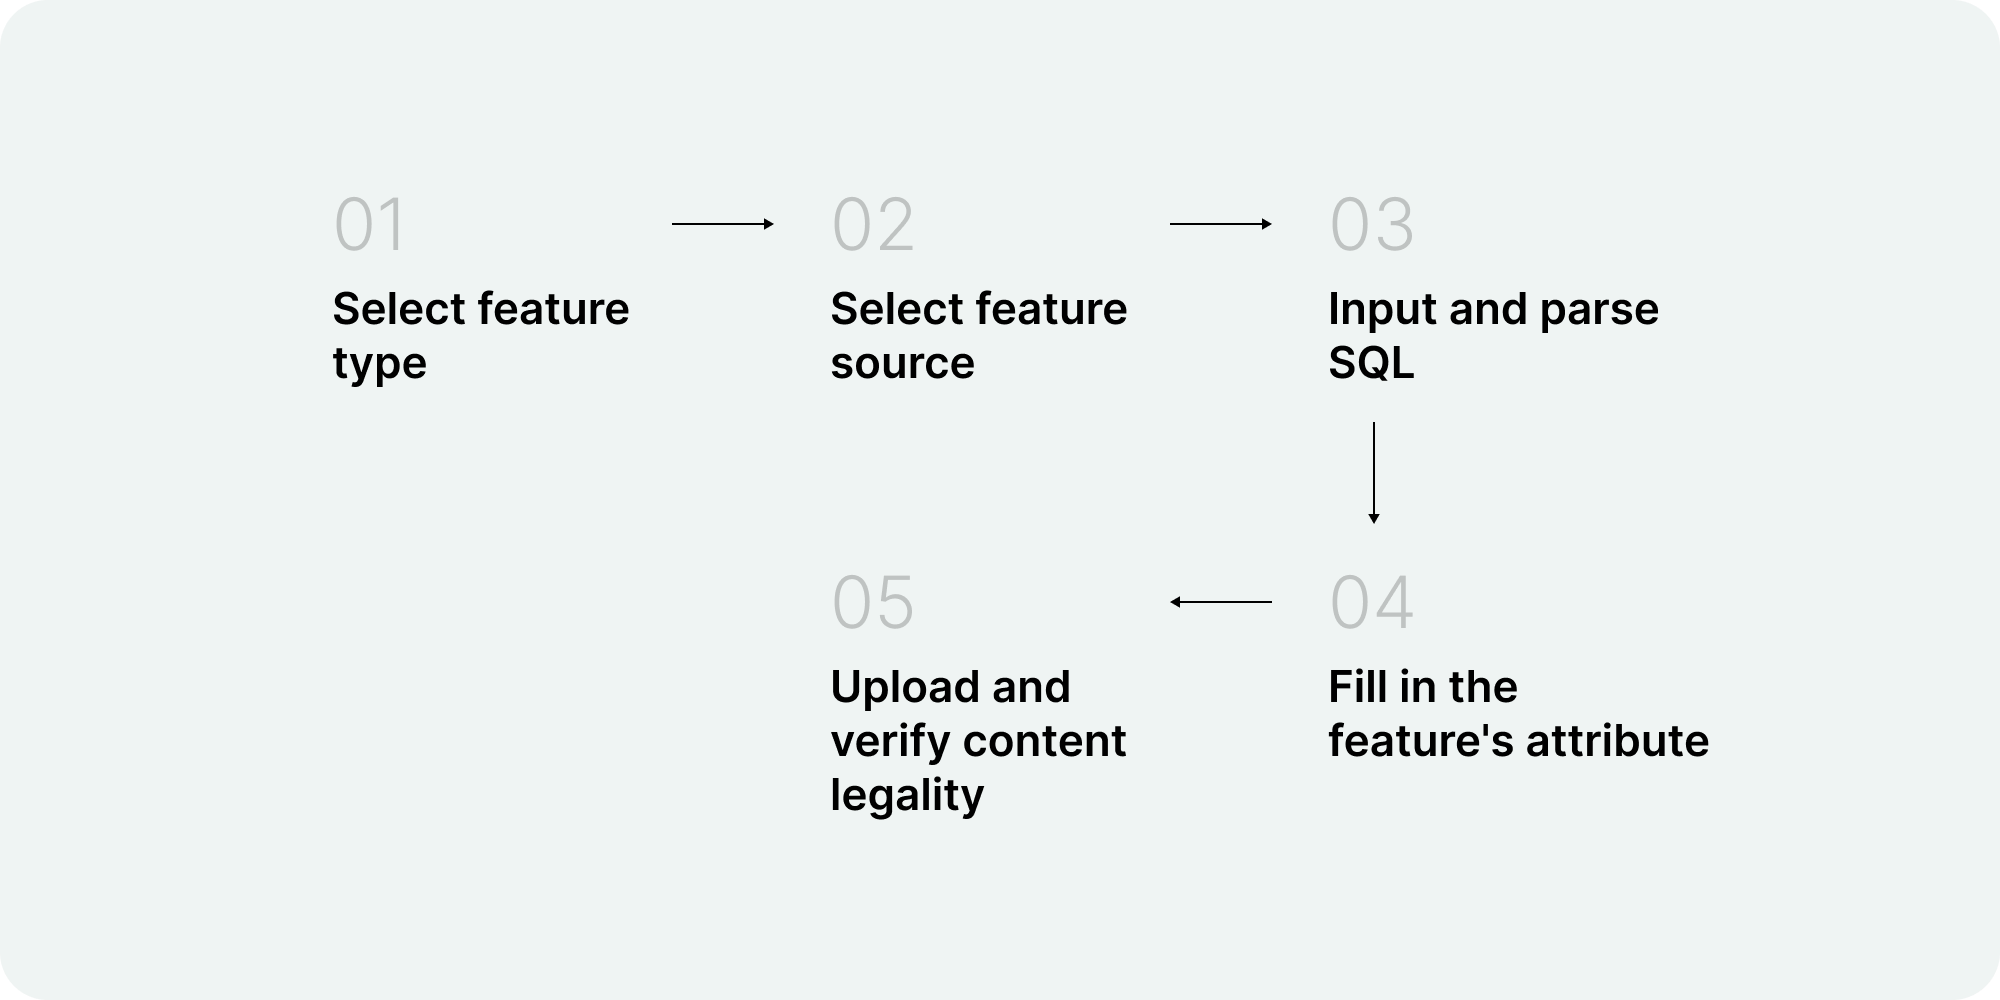 01
Select feature
type
02
Select feature
source
03
Input and parse
SQL
04
Fill in the
feature's attribute
05
Upload and
verify content
legality